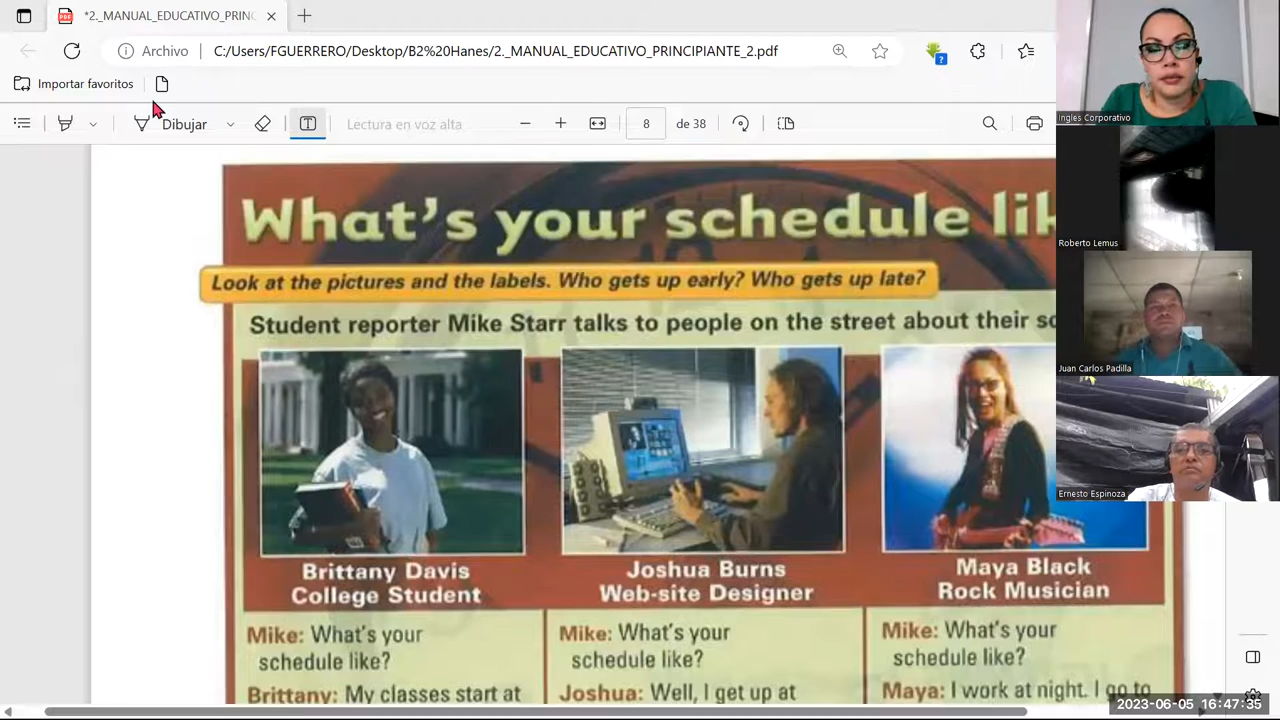 *2._MANUAL_EDUCATIVO_PRIN
Archivo
C:/Users/FGUERRERO/Desktop/B2%20Hanes/2._MANUAL_EDUCATIVO_PRINCIPIANTE_2.pdf
Importar favoritos
Dibujar
Lectura en voz alta
8
de 38
What's your schedule lik
Look at the pictures and the labels. Who gets up early? Who gets up late?
Student reporter Mike Starr talks to people on the street about their sc
Brittany Davis
College Student
Joshua Burns
Web-site Designer
Maya Black
Rock Musician
Mike: What's your
schedule like?
Brittany: My classes start at
Mike: What's your
schedule like?
Joshua: Well, I get up at
Mike: What's your
schedule like?
Maya: I work at night. I go to
Ingles Corporativo
Roberto Lemus
Juan Carlos Padilla
Ernesto Espinoza
2023-06-05 16:47:35